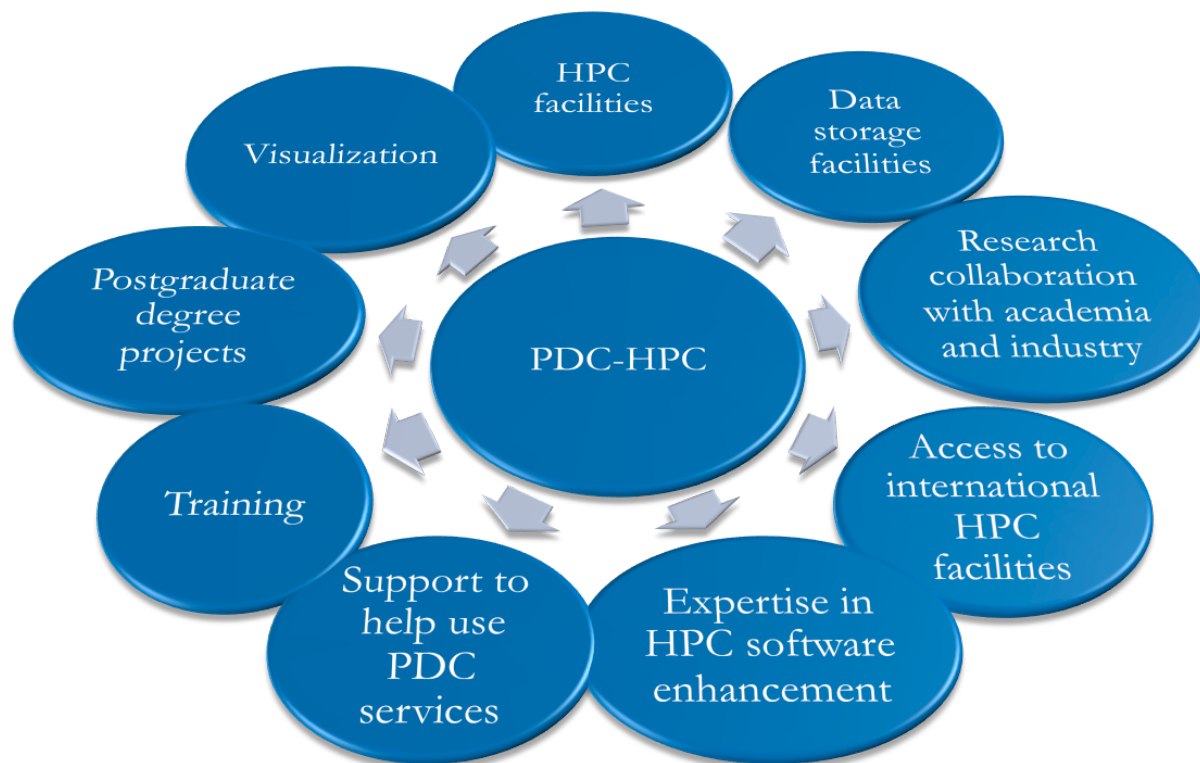 HPC
facilities
Data
storage
facilities
Research
collaboration
with academia
and industry
Access to
international
HPC
facilities
Expertise in
HPC software
enhancement
Support to
help use
PDC
services
Training
Postgraduate
degree
projects
Visualization
PDC-HPC